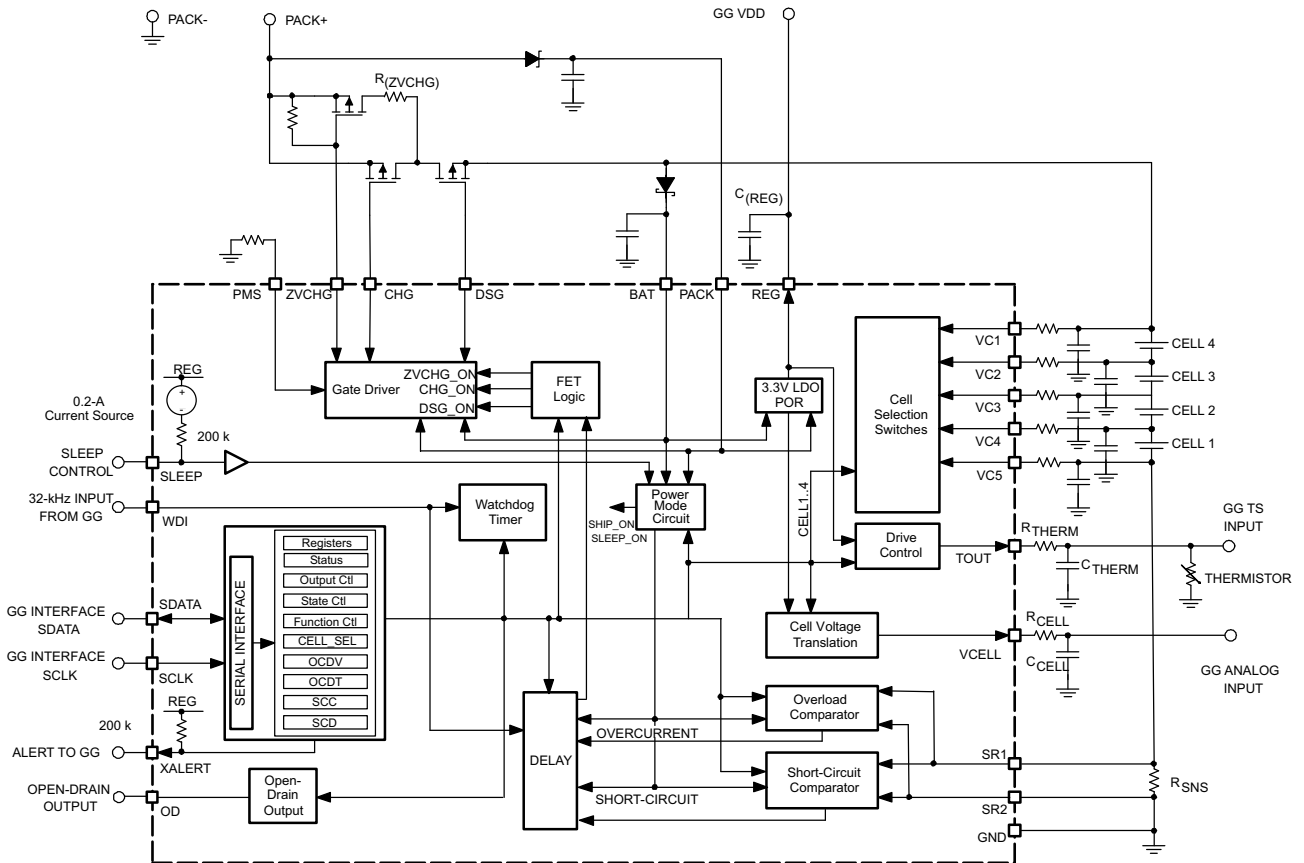 PACK-
PACK+
GG VDD
R(ZVCHG)
C(REG)
PMS
ZVCHG
CHG
DSG
BAT
PACK
REG
VC1
CELL 4
VC2
CELL 3
VC3
CELL 2
VC4
CELL 1
VC5
Gate Driver
ZVCHG_ON
CHG_ON
DSG_ON
FET
Logic
3.3V LDO
POR
Cell
Selection
Switches
REG
+
-
0.2-A
Current Source
200 k
SLEEP
CONTROL
SLEEP
32-kHz INPUT
FROM GG
WDI
Watchdog
Timer
Power
Mode
Circuit
SHIP_ON
SLEEP_ON
CELL1..4
Drive
Control
TOUT
RTHERM
CTHERM
GG TS
INPUT
THERMISTOR
Cell Voltage
Translation
VCELL
RCELL
CCELL
GG ANALOG
INPUT
GG INTERFACE
SDATA
SDATA
GG INTERFACE
SCLK
SCLK
SERIAL INTERFACE
Registers
Status
Output Ctl
State Ctl
Function Ctl
CELL_SEL
OCDV
OCDT
SCC
SCD
REG
200 k
ALERT TO GG
XALERT
OPEN-DRAIN
OUTPUT
OD
Open-
Drain
Output
DELAY
OVERCURRENT
SHORT-CIRCUIT
Overload
Comparator
Short-Circuit
Comparator
SR1
SR2
GND
RSNS